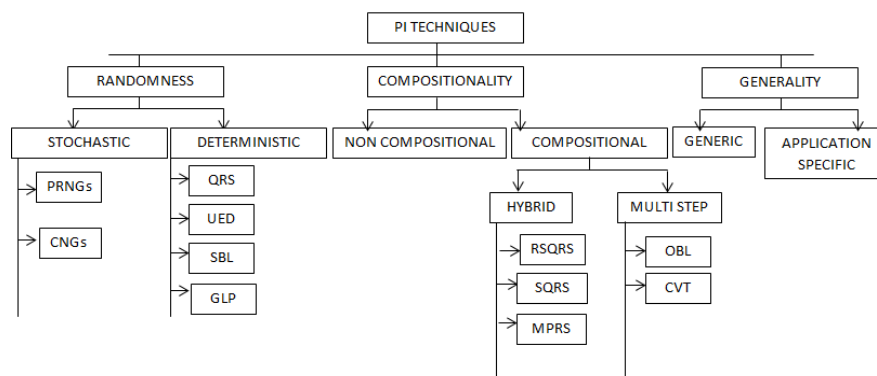 PI TECHNIQUES
RANDOMNESS
COMPOSITIONALITY
GENERALITY
STOCHASTIC
DETERMINISTIC
NON COMPOSITIONAL
COMPOSITIONAL
GENERIC
APPLICATION
SPECIFIC
PRNGs
CNGs
QRS
UED
SBL
GLP
HYBRID
MULTI STEP
RSQRS
SQRS
MPRS
OBL
CVT